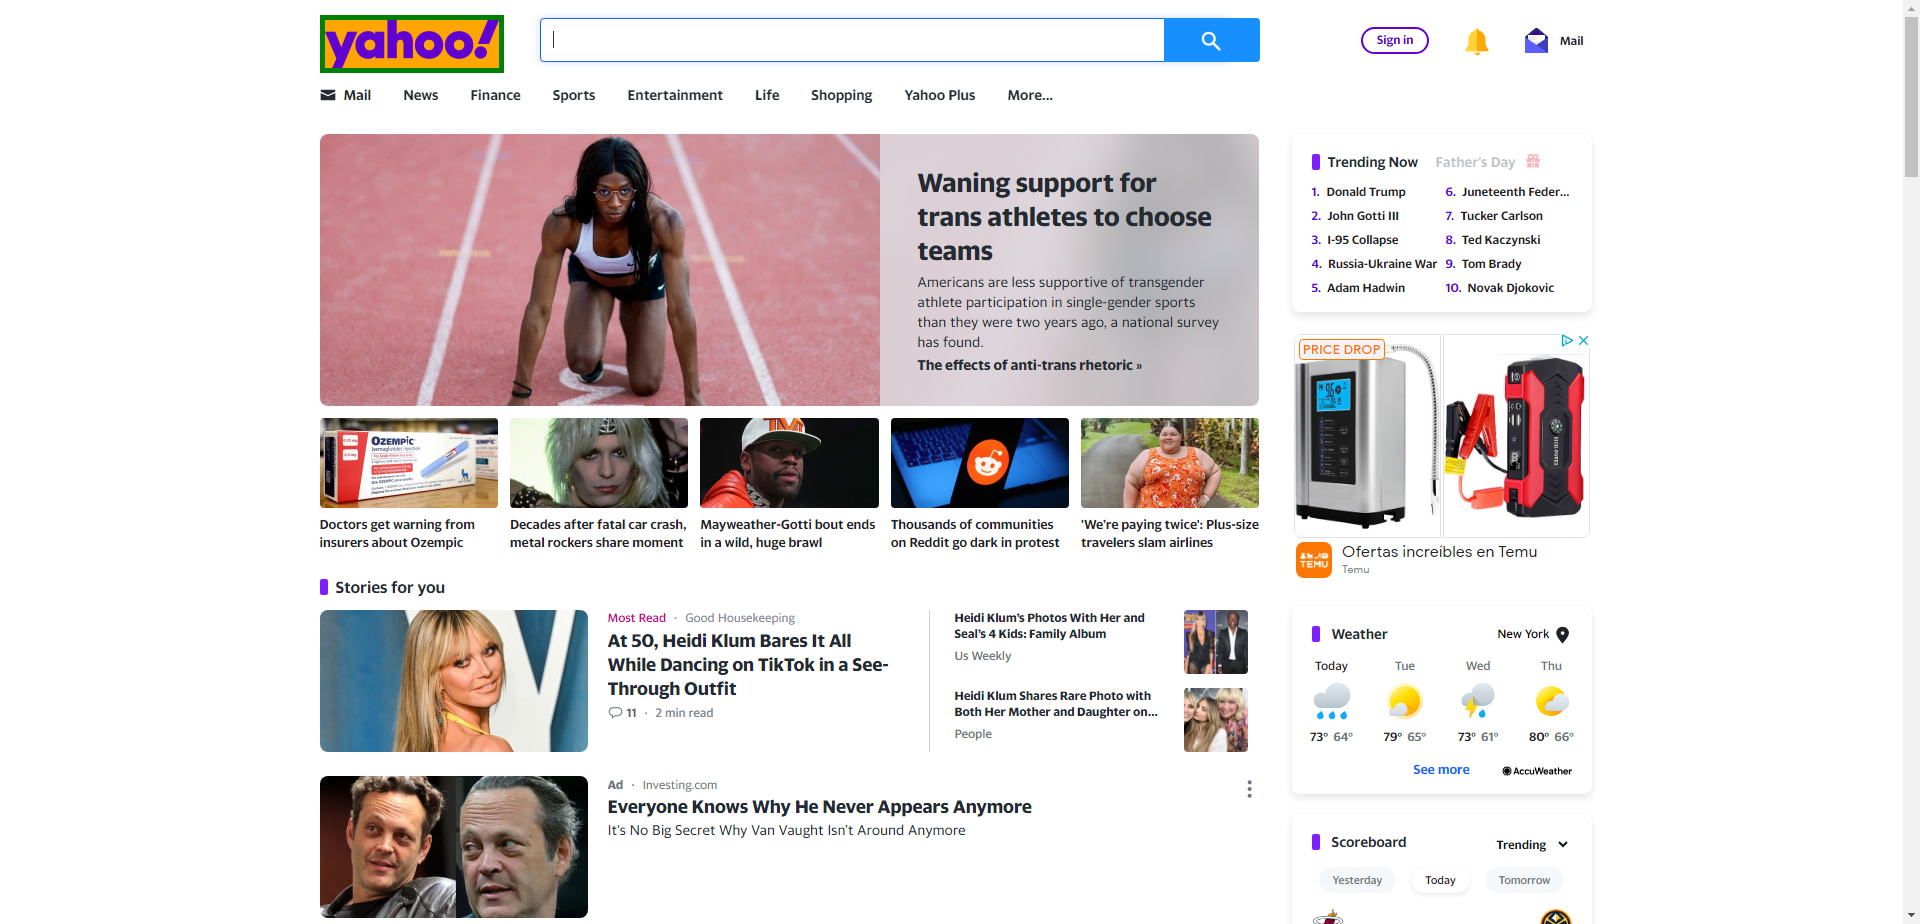 yahoo!
Sign in
Mail
Mail
News
Finance
Sports
Entertainment
Life
Shopping
Yahoo Plus
More...
Waning support for
trans athletes to choose
teams
Americans are less supportive of transgender
athlete participation in single-gender sports
than they were two years ago, a national survey
has found.
The effects of anti-trans rhetoric »
OZEMPIC
Doctors get warning from
insurers about Ozempic
Decades after fatal car crash,
metal rockers share moment
Mayweather-Gotti bout ends
in a wild, huge brawl
Thousands of communities
on Reddit go dark in protest
'We're paying twice': Plus-size
travelers slam airlines
Stories for you
Most Read · Good Housekeeping
At 50, Heidi Klum Bares It All
While Dancing on TikTok in a See-
Through Outfit
11 · 2 min read
Heidi Klum's Photos With Her and
Seal's 4 Kids: Family Album
Us Weekly
Heidi Klum Shares Rare Photo with
Both Her Mother and Daughter on...
People
Ad · Investing.com
Everyone Knows Why He Never Appears Anymore
It's No Big Secret Why Van Vaught Isn't Around Anymore
Trending Now
Father's Day
1. Donald Trump
2. John Gotti III
3. I-95 Collapse
4. Russia-Ukraine War
5. Adam Hadwin
6. Juneteenth Feder...
7. Tucker Carlson
8. Ted Kaczynski
9. Tom Brady
10. Novak Djokovic
PRICE DROP
TEMU
Ofertas increíbles en Temu
Temu
Weather
New York
Today
Tue
Wed
Thu
73° 64°
79° 65°
73° 61°
80° 66°
See more
AccuWeather
Scoreboard
Trending
Yesterday
Today
Tomorrow